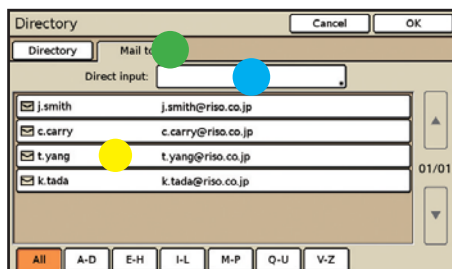 Directory Cancel OK
Directory Mail to
Direct input:
j.smith j.smith@riso.co.jp
c.carry c.carry@riso.co.jp
t.yang t.yang@riso.co.jp
k.tada k.tada@riso.co.jp
01/01
All A-D E-H I-L M-P Q-U V-Z